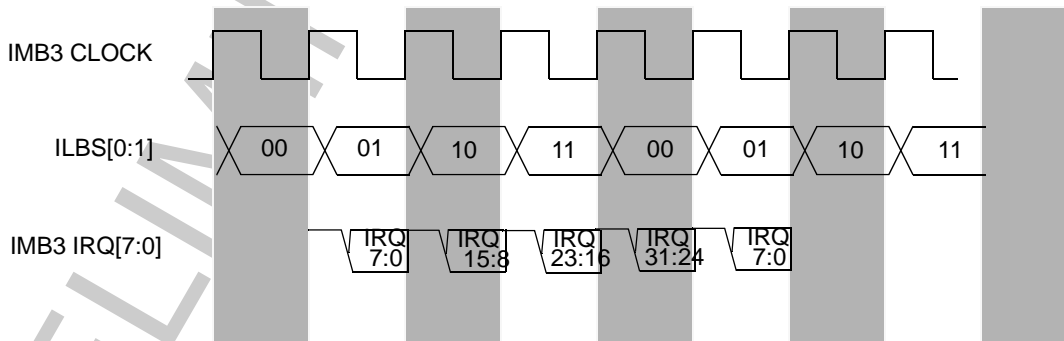 IMB3 CLOCK
ILBS[0:1]
00 01 10 11 00 01 10 11
IMB3 IRQ[7:0]
IRQ 7:0
IRQ 15:8
IRQ 23:16
IRQ 31:24
IRQ 7:0